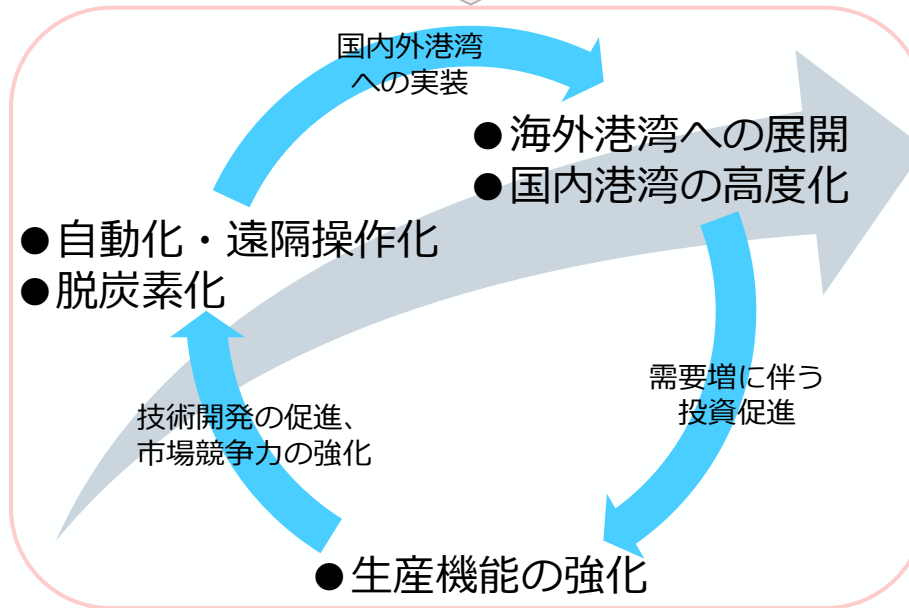 国内外港湾
への実装
●海外港湾への展開
●国内港湾の高度化
●自動化・遠隔操作化
●脱炭素化
需要増に伴う
投資促進
技術開発の促進、
市場競争力の強化
●生産機能の強化